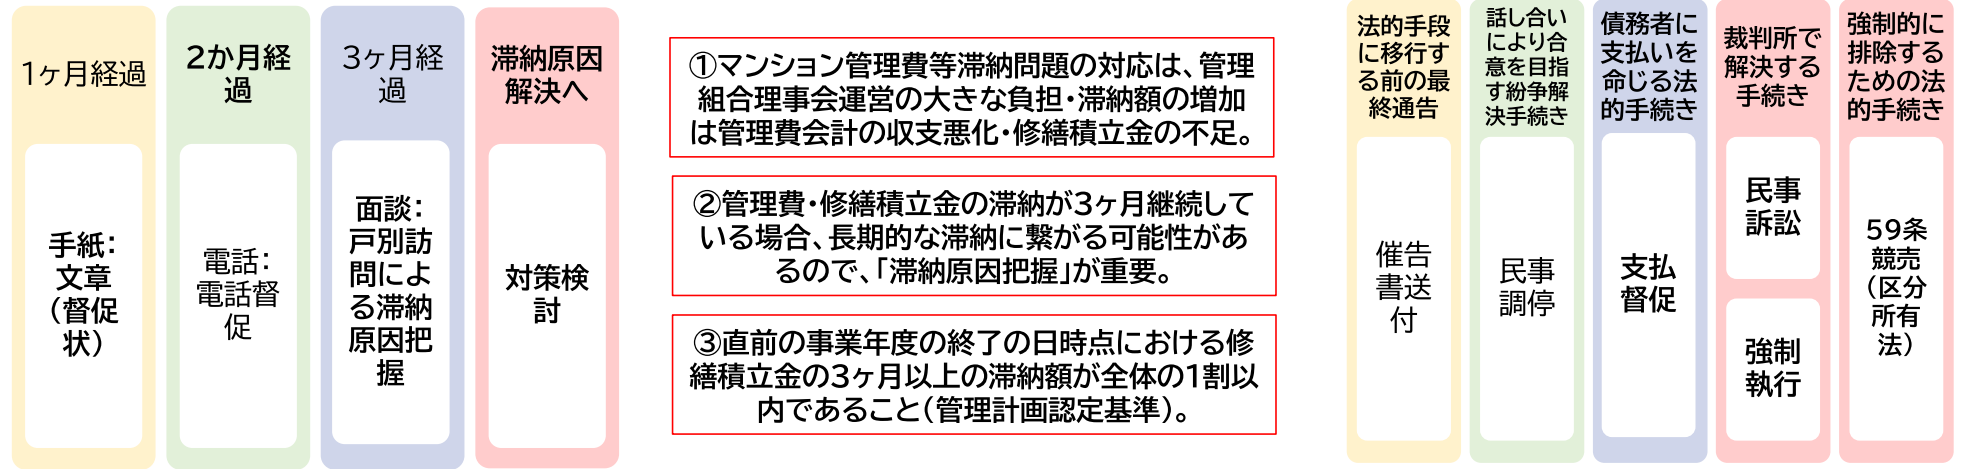 1ヶ月経過
手紙：
文章
（督促
状）
2か月経
過
電話：
電話督
促
3ヶ月経
過
面談：
戸別訪
問によ
る滞納
原因把
握
滞納原因
解決へ
対策検
討
①マンション管理費等滞納問題の対応は、管理
組合理事会運営の大きな負担・滞納額の増加
は管理費会計の収支悪化・修繕積立金の不足。
②管理費・修繕積立金の滞納が3ヶ月継続して
いる場合、長期的な滞納に繋がる可能性があ
るので、「滞納原因把握」が重要。
③直前の事業年度の終了の日時点における修
繕積立金の3ヶ月以上の滞納額が全体の1割以
内であること（管理計画認定基準）。
法的手段
に移行す
る前の最
終通告
催告
書送
付
話し合い
により合
意を目指
す紛争解
決手続き
民事
調停
債務者に
支払いを
命じる法
的手続き
支払
督促
裁判所で
解決する
手続き
民事
訴訟
強制
執行
強制的に
排除する
ための法
的手続き
59条
競売
（区分
所有
法）